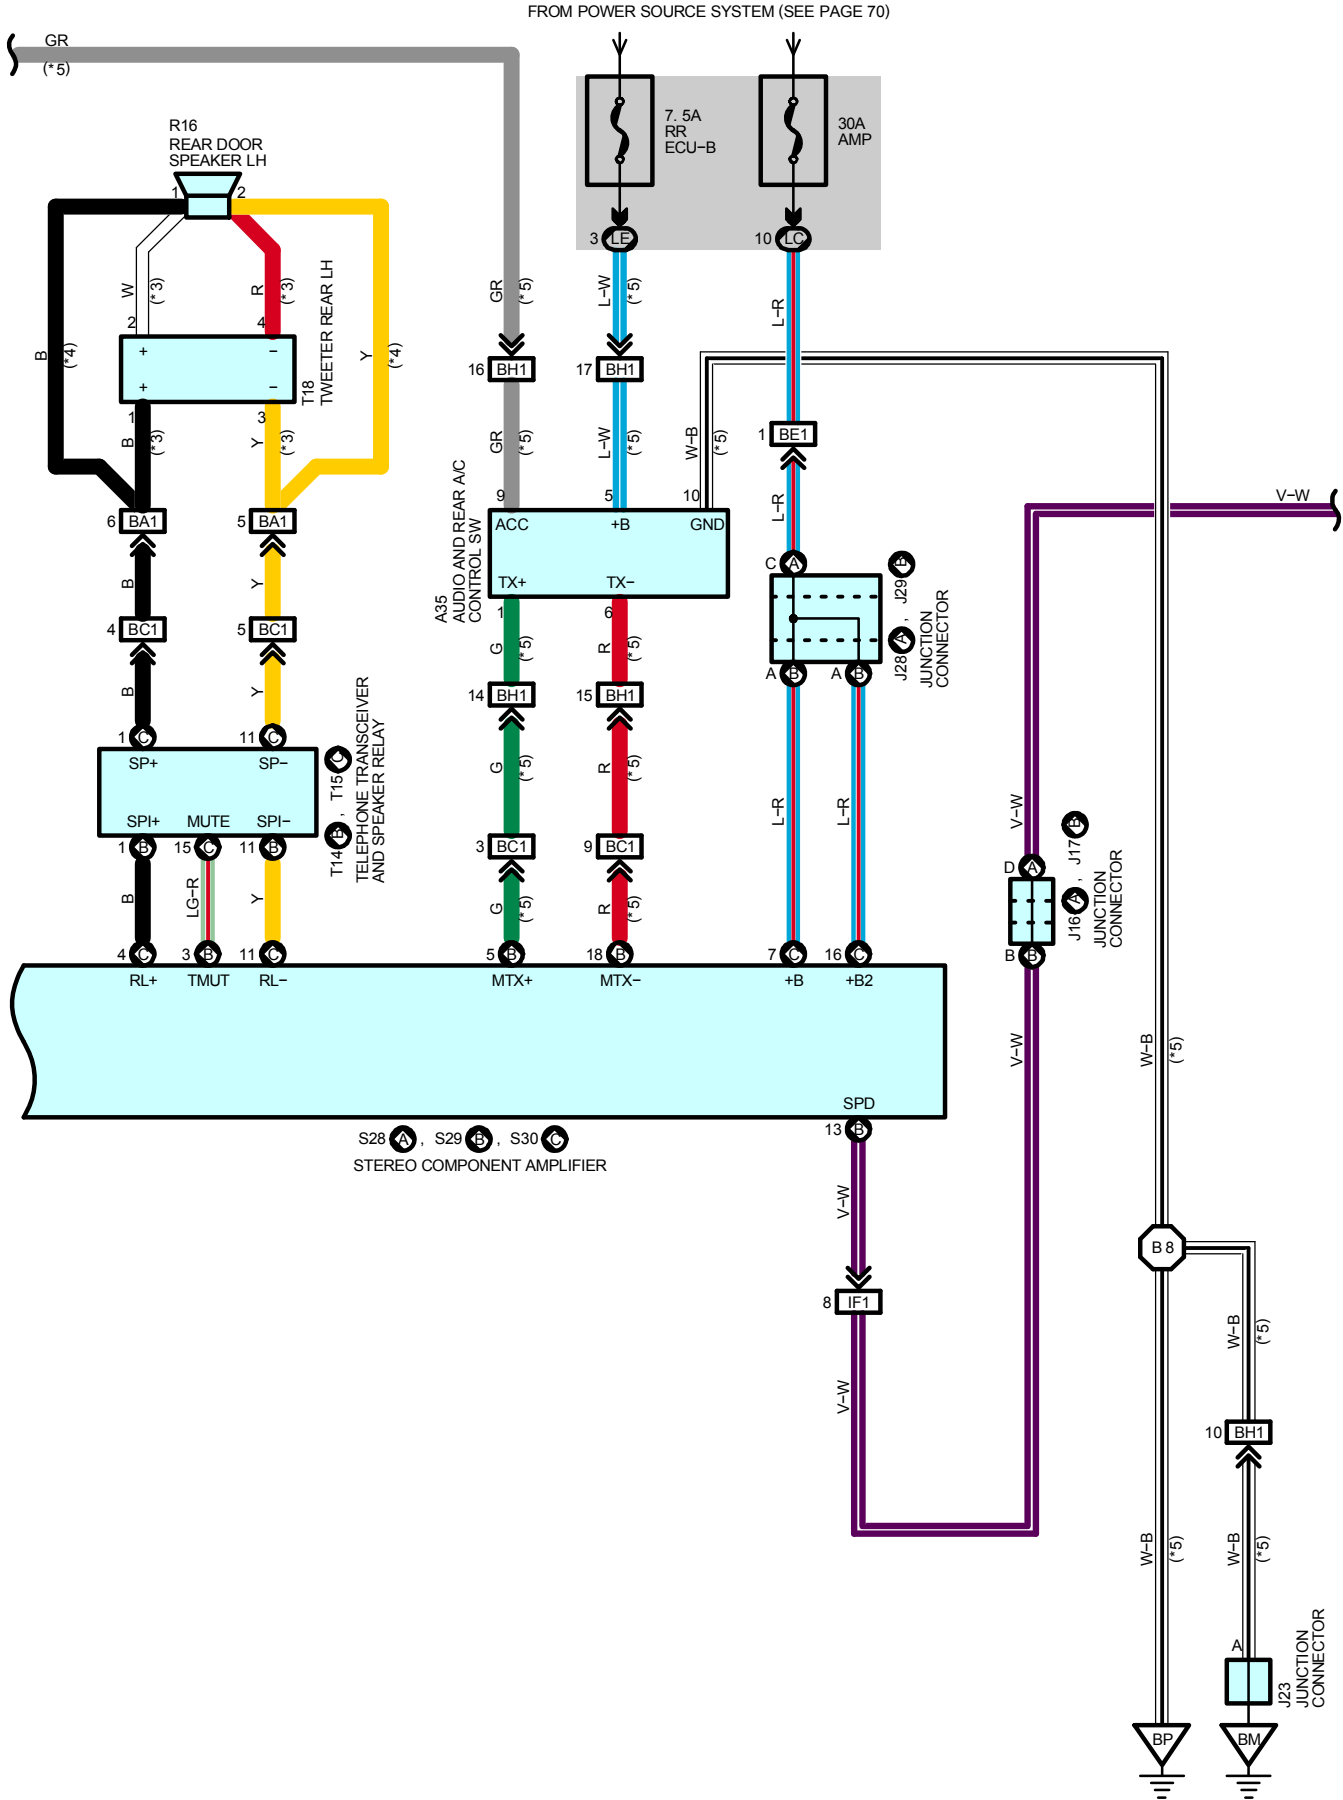 FROM POWER SOURCE SYSTEM (SEE PAGE 70)
GR
(*5)
7. 5A
RR
ECU-B
30A
AMP
R16
REAR DOOR
SPEAKER LH
1
2
3 LE
10 LC
W
(*3)
R
(*3)
GR
(*5)
L-W
(*5)
L-R
2
4
+
-
+
-
T18
TWEETER REAR LH
B
(*4)
Y
(*4)
16 BH1
17 BH1
1
3
B
(*3)
Y
(*3)
GR
(*5)
L-W
(*5)
W-B
(*5)
1 BE1
L-R
V-W
6 BA1
5 BA1
9
5
10
ACC
+B
GND
TX+
TX-
A35
AUDIO AND REAR A/C
CONTROL SW
C A
J28 A , J29 B
JUNCTION
CONNECTOR
A B
A B
B
Y
1
6
G
(*5)
R
(*5)
4 BC1
5 BC1
B
Y
14 BH1
15 BH1
1 C
11 C
SP+
SP-
SPI+
MUTE
SPI-
T14 B , T15 C
TELEPHONE TRANSCEIVER
AND SPEAKER RELAY
G
(*5)
R
(*5)
L-R
L-R
V-W
1 B
15 C
11 B
3 BC1
9 BC1
D A
J16 A , J17 B
JUNCTION
CONNECTOR
B
LG-R
Y
G
(*5)
R
(*5)
4 C
3 B
11 C
5 B
18 B
7 C
16 C
B B
RL+
TMUT
RL-
MTX+
MTX-
+B
+B2
V-W
W-B
(*5)
SPD
13 B
S28 A , S29 B , S30 C
STEREO COMPONENT AMPLIFIER
V-W
B 8
8 IF1
W-B
(*5)
V-W
10 BH1
W-B
(*5)
W-B
(*5)
A
J23
JUNCTION
CONNECTOR
BP
BM